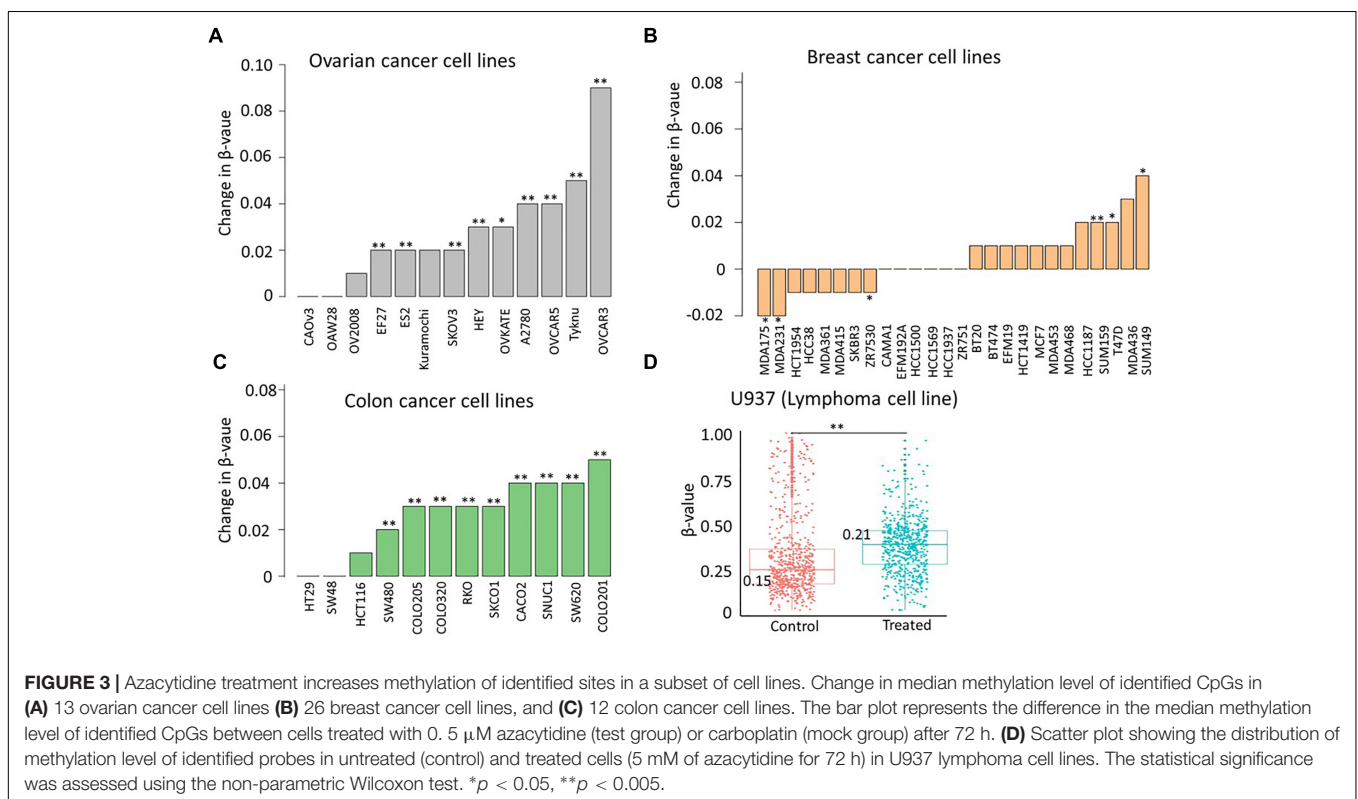 A
Ovarian cancer cell lines
Change in β-vaue
0.10
0.08
0.06
0.04
0.02
0
** ** ** ** * ** ** ** **
CAOv3 OAW28 OV2008 EF27 ES2 Kuramochi SKOV3 HEY OVKATE A2780 OVCAR5 Tyknu OVCAR3
B
Breast cancer cell lines
Change in β-vaue
0.08
0.06
0.04
0.02
0
-0.02
* * * ** * *
MDA175 MDA231 HCT1954 HCC38 MDA361 MDA415 SKBR3 ZR7530 CAMA1 EFM192A HCC1500 HCC1569 HCC1937 ZR751 BT20 BT474 EFM19 HCT1419 MCF7 MDA453 MDA468 HCC1187 SUM159 T47D MDA436 SUM149
C
Colon cancer cell lines
Change in β-vaue
0.08
0.06
0.04
0.02
0
** ** ** ** ** ** ** ** **
HT29 SW48 HCT116 SW480 COLO205 COLO320 RKO SKCO1 CACO2 SNUC1 SW620 COLO201
D
U937 (Lymphoma cell line)
β-value
1.00
0.75
0.50
0.25
0
**
0.15
0.21
Control Treated
FIGURE 3 | Azacytidine treatment increases methylation of identified sites in a subset of cell lines. Change in median methylation level of identified CpGs in
(A) 13 ovarian cancer cell lines (B) 26 breast cancer cell lines, and (C) 12 colon cancer cell lines. The bar plot represents the difference in the median methylation
level of identified CpGs between cells treated with 0. 5 μM azacytidine (test group) or carboplatin (mock group) after 72 h. (D) Scatter plot showing the distribution of
methylation level of identified probes in untreated (control) and treated cells (5 mM of azacytidine for 72 h) in U937 lymphoma cell lines. The statistical significance
was assessed using the non-parametric Wilcoxon test. *p < 0.05, **p < 0.005.